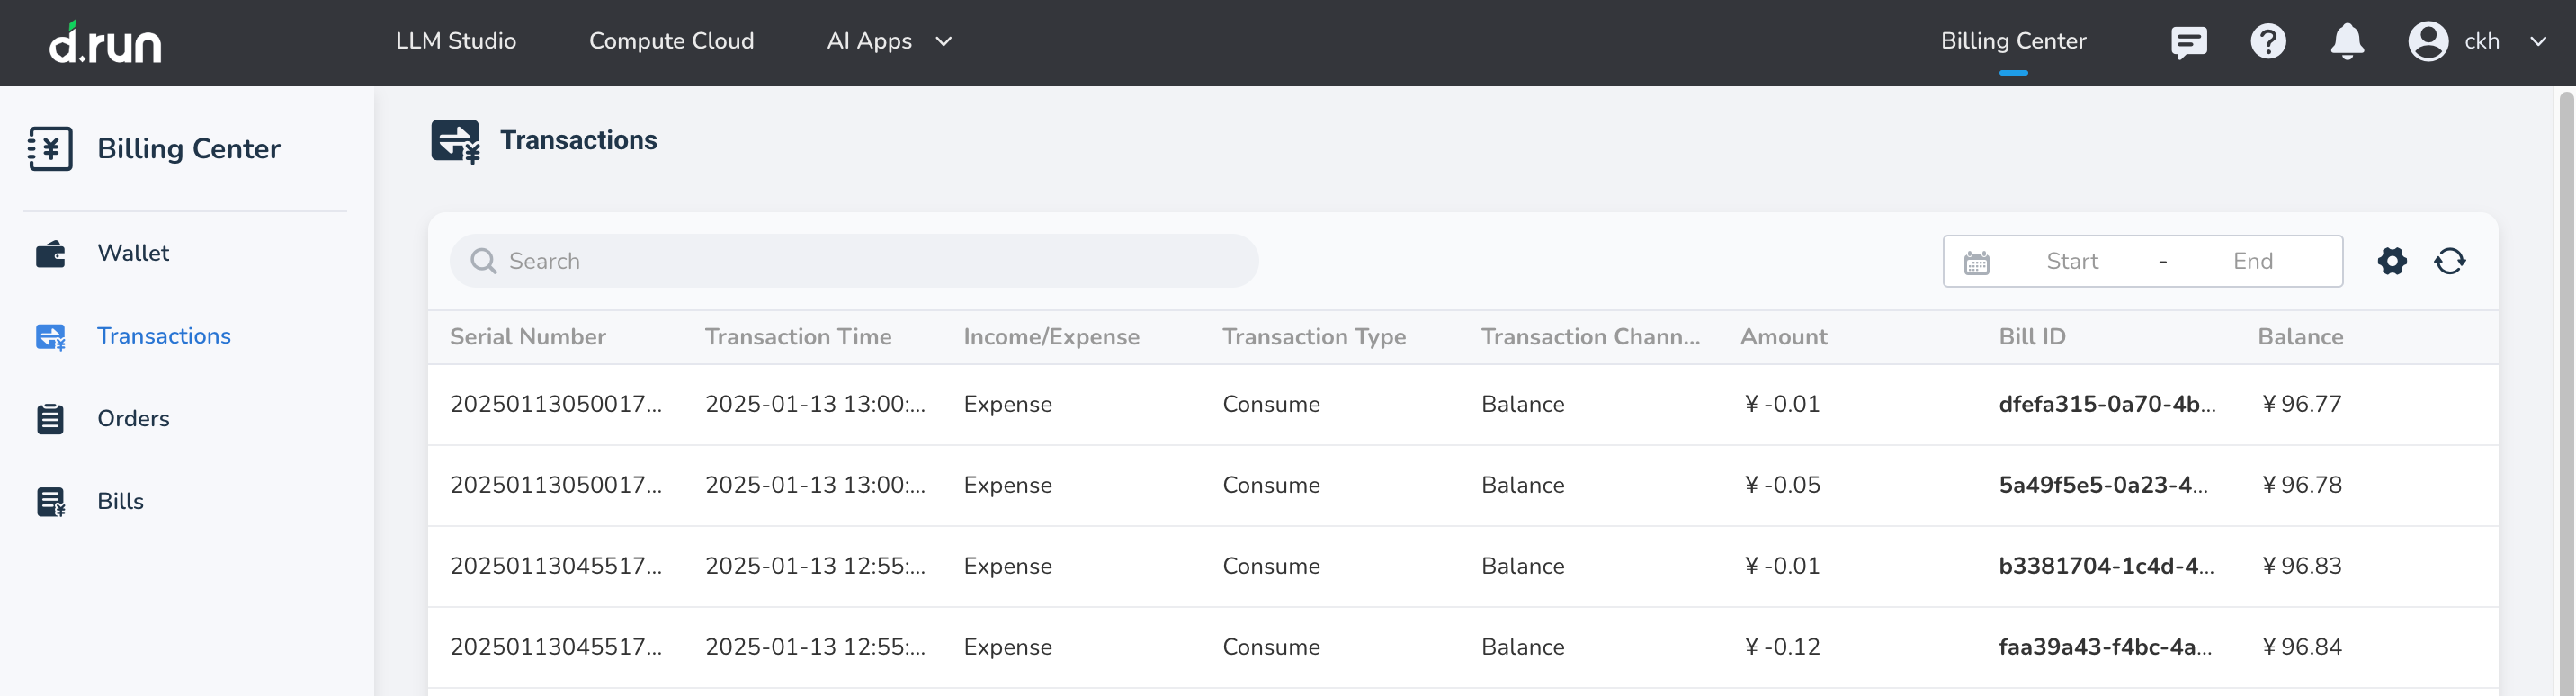 d.run LLM Studio Compute Cloud AI Apps Billing Center ckh
Billing Center
Wallet
Transactions
Orders
Bills
Transactions
Search Start - End
Serial Number Transaction Time Income/Expense Transaction Type Transaction Chann... Amount Bill ID Balance
20250113050017... 2025-01-13 13:00:... Expense Consume Balance ¥ -0.01 dfefa315-0a70-4b... ¥ 96.77
20250113050017... 2025-01-13 13:00:... Expense Consume Balance ¥ -0.05 5a49f5e5-0a23-4... ¥ 96.78
20250113045517... 2025-01-13 12:55:... Expense Consume Balance ¥ -0.01 b3381704-1c4d-4... ¥ 96.83
20250113045517... 2025-01-13 12:55:... Expense Consume Balance ¥ -0.12 faa39a43-f4bc-4a... ¥ 96.84